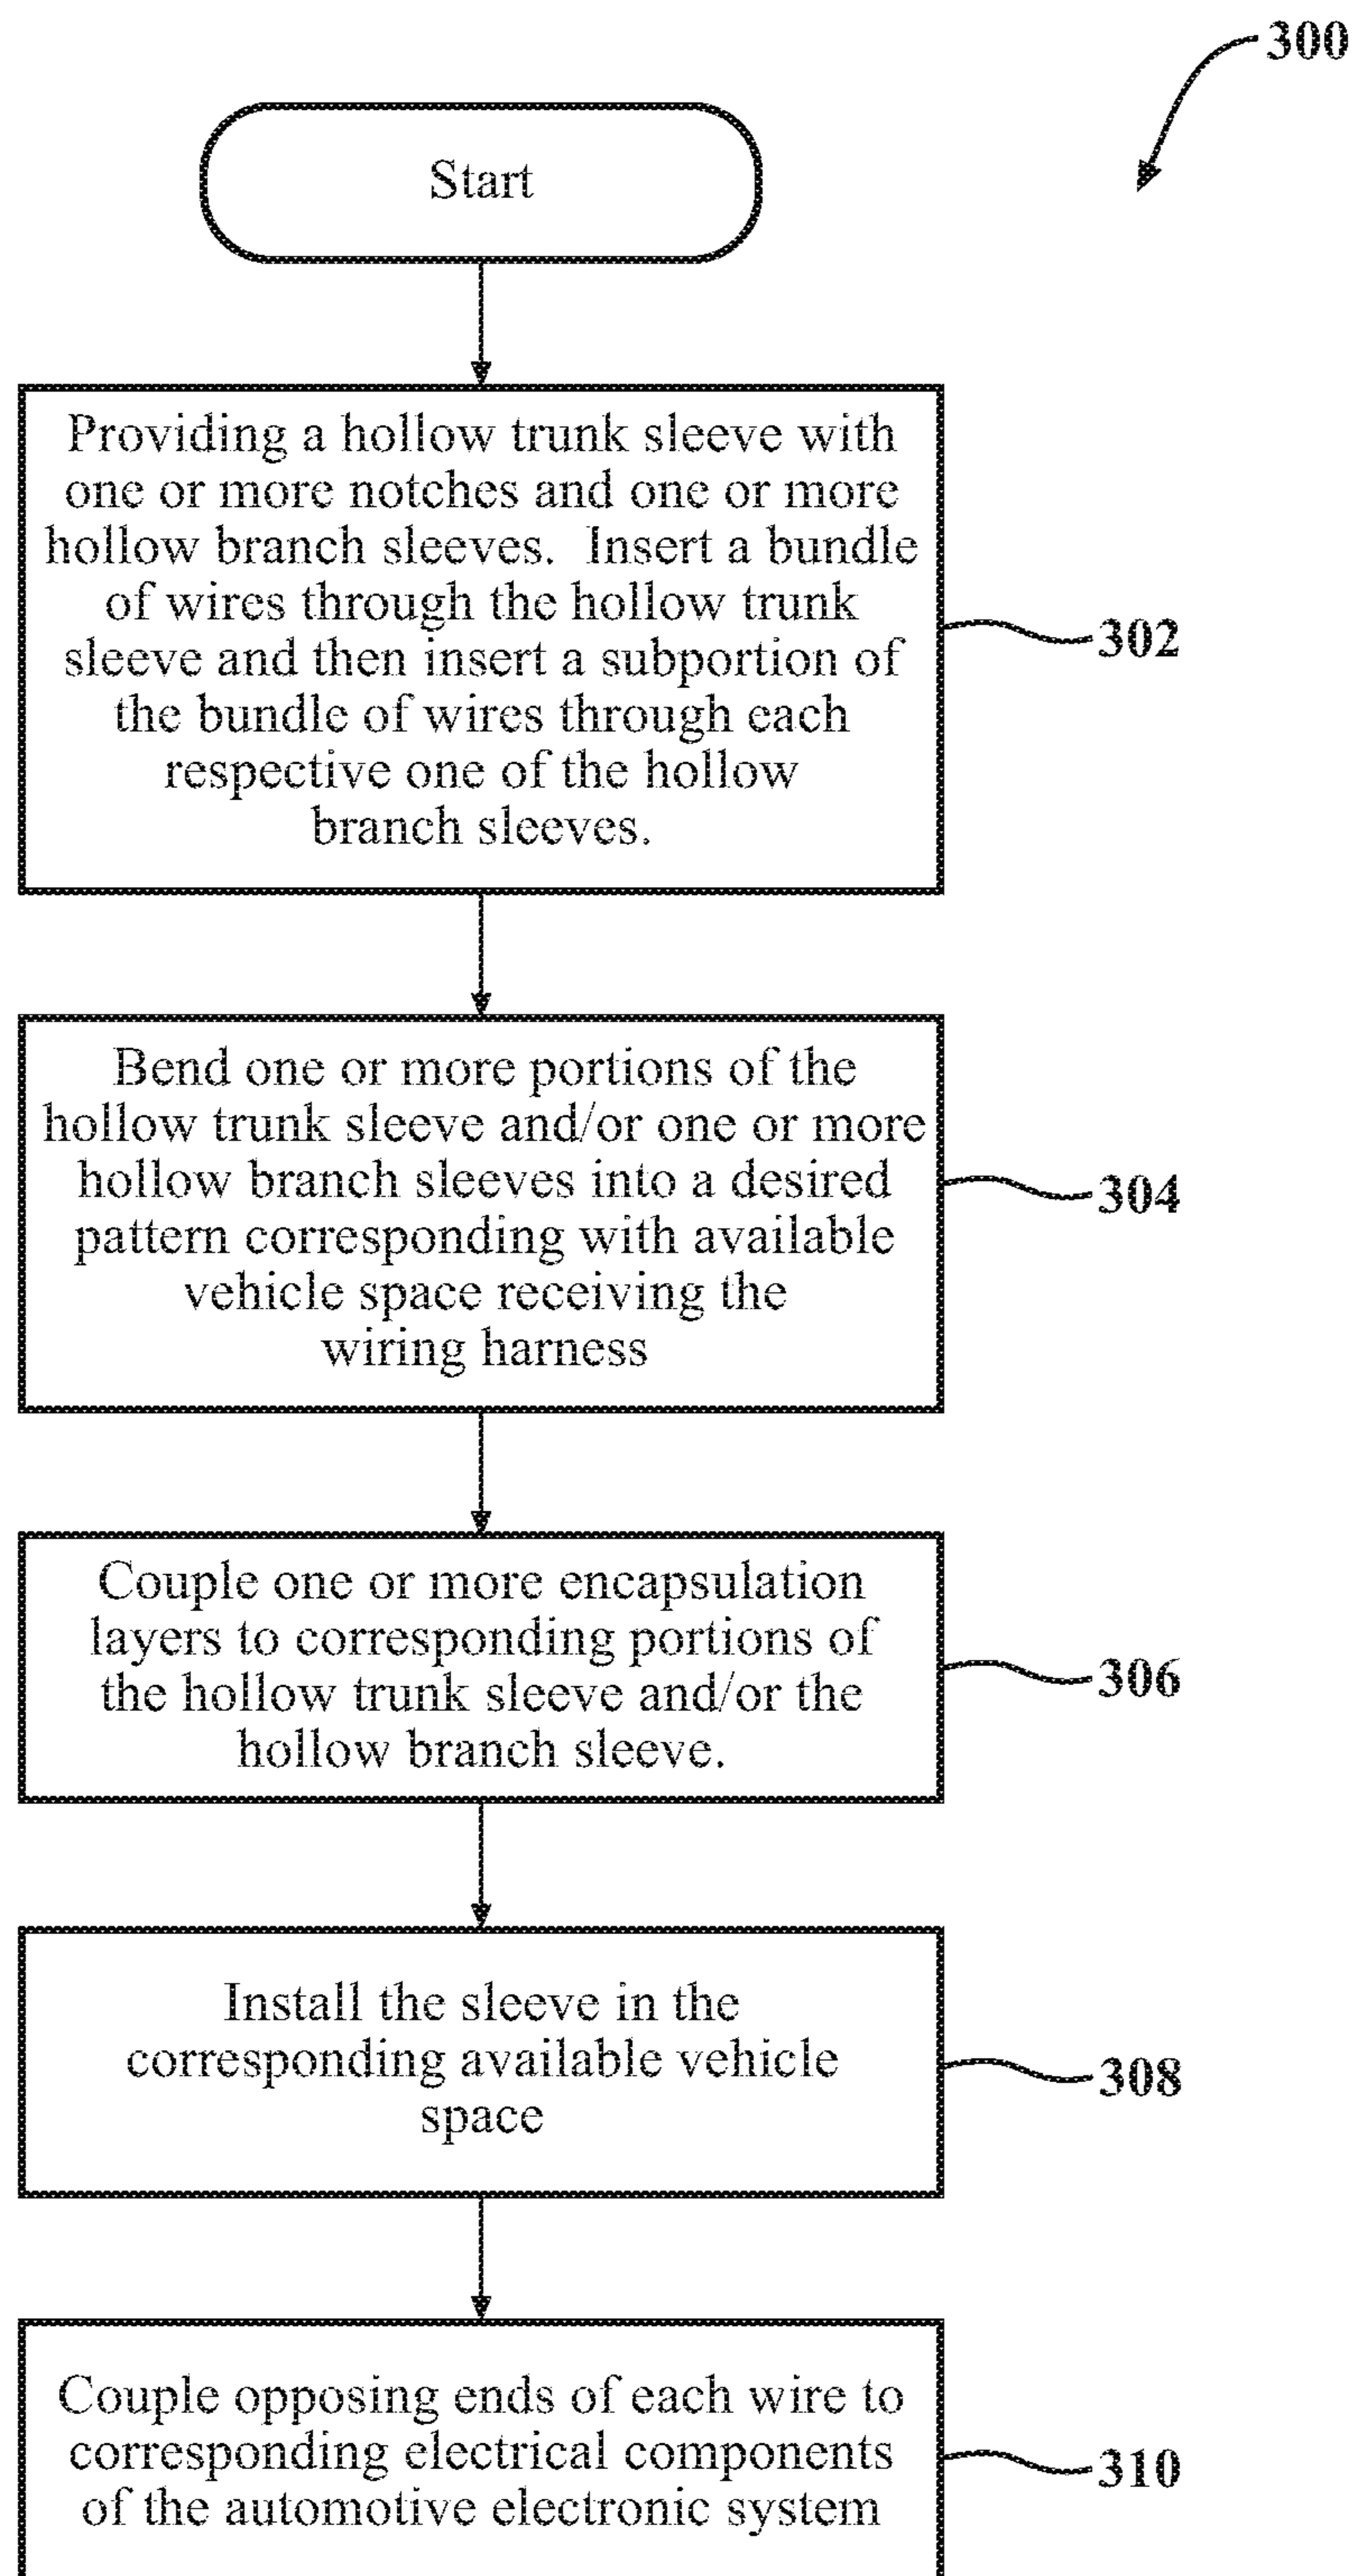 300
Start
Providing a hollow trunk sleeve with
one or more notches and one or more
hollow branch sleeves. Insert a bundle
of wires through the hollow trunk
sleeve and then insert a subportion of
the bundle of wires through each
respective one of the hollow
branch sleeves.
302
Bend one or more portions of the
hollow trunk sleeve and/or one or more
hollow branch sleeves into a desired
pattern corresponding with available
vehicle space receiving the
wiring harness
304
Couple one or more encapsulation
layers to corresponding portions of
the hollow trunk sleeve and/or the
hollow branch sleeve.
306
Install the sleeve in the
corresponding available vehicle
space
308
Couple opposing ends of each wire to
corresponding electrical components
of the automotive electronic system
310